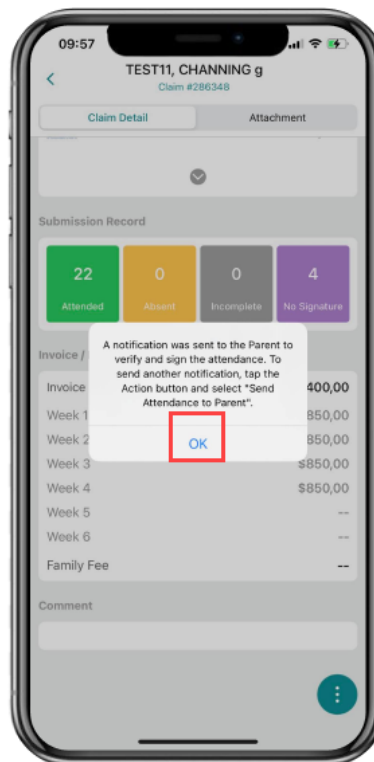 09:57
TEST11, CHANNING g
Claim #286348
Claim Detail
Attachment
Submission Record
22
0
0
4
Attended
Absent
Incomplete
No Signature
A notification was sent to the Parent to
verify and sign the attendance. To
send another notification, tap the
Action button and select "Send
Attendance to Parent".
OK
Invoice /
Invoice
400,00
Week 1
850,00
Week 2
850,00
Week 3
$850,00
Week 4
$850,00
Week 5
--
Week 6
--
Family Fee
--
Comment